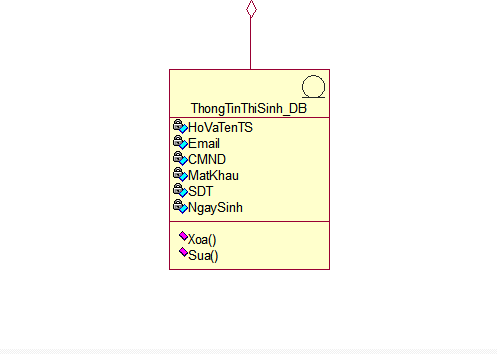 ThongTinThiSinh_DB
HoVaTenTS
Email
CMND
MatKhau
SDT
NgaySinh
Xoa()
Sua()